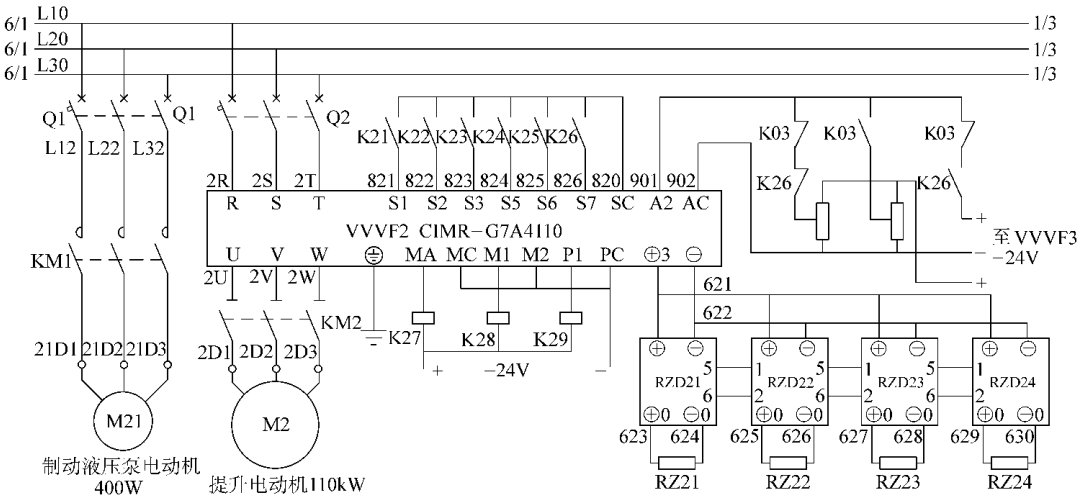 6/1 L10 1/3
6/1 L20 1/3
6/1 L30 1/3
Q1 Q1 Q2
K21 K22 K23 K24 K25 K26 K03 K03 K03
L12 L22 L32
2R 2S 2T 821 822 823 824 825 826 820 901 902 K26 K26
R S T S1 S2 S3 S5 S6 S7 SC A2 AC
VVVF2 CIMR-G7A4110
+
至VVVF3
-24V
+
KM1 U V W MA MC M1 M2 P1 PC ⊕3 ⊖
2U 2V 2W 621
622
KM2 K27 K28 K29
21D1 21D2 21D3 2D1 2D2 2D3
+ -24V -
⊕ ⊖ ⊕ ⊖ ⊕ ⊖ ⊕ ⊖
5 1 5 1 5 1
RZD21 RZD22 RZD23 RZD24
6 2 6 2 6 2
⊕0 ⊖0 ⊕0 ⊖0 ⊕0 ⊖0 ⊕0 ⊖0
M21 M2
623 624 625 626 627 628 629 630
制动液压泵电动机
400W
提升电动机110kW
RZ21 RZ22 RZ23 RZ24